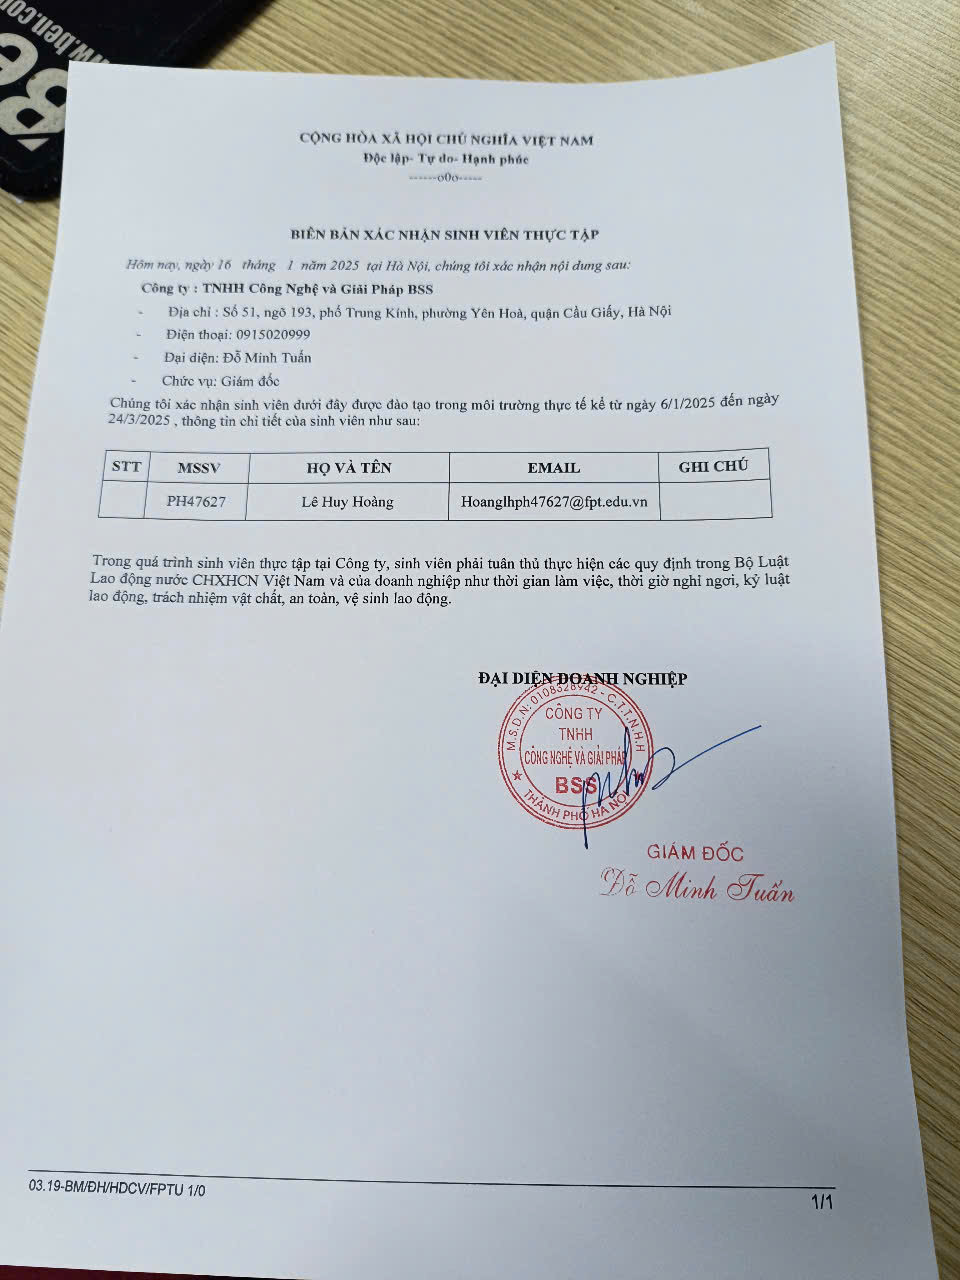 www.ben.com
Be
CỘNG HÒA XÃ HỘI CHỦ NGHĨA VIỆT NAM
Độc lập- Tự do- Hạnh phúc
------o0o-----
BIÊN BẢN XÁC NHẬN SINH VIÊN THỰC TẬP
Hôm nay, ngày 16 tháng 1 năm 2025 tại Hà Nội, chúng tôi xác nhận nội dung sau:
Công ty : TNHH Công Nghệ và Giải Pháp BSS
- Địa chỉ : Số 51, ngõ 193, phố Trung Kính, phường Yên Hoà, quận Cầu Giấy, Hà Nội
- Điện thoại: 0915020999
- Đại diện: Đỗ Minh Tuấn
- Chức vụ: Giám đốc
Chúng tôi xác nhận sinh viên dưới đây được đào tạo trong môi trường thực tế kể từ ngày 6/1/2025 đến ngày
24/3/2025 , thông tin chi tiết của sinh viên như sau:
STT MSSV HỌ VÀ TÊN EMAIL GHI CHÚ
PH47627 Lê Huy Hoàng Hoanglhph47627@fpt.edu.vn
Trong quá trình sinh viên thực tập tại Công ty, sinh viên phải tuân thủ thực hiện các quy định trong Bộ Luật
Lao động nước CHXHCN Việt Nam và của doanh nghiệp như thời gian làm việc, thời giờ nghỉ ngơi, kỷ luật
lao động, trách nhiệm vật chất, an toàn, vệ sinh lao động.
ĐẠI DIỆN DOANH NGHIỆP
M.S.D.N: 0108328942 - C.T.T.N.H.H
CÔNG TY
TNHH
CÔNG NGHỆ VÀ GIẢI PHÁP
BSS
THÀNH PHỐ HÀ NỘI
GIÁM ĐỐC
Đỗ Minh Tuấn
03.19-BM/ĐH/HDCV/FPTU 1/0
1/1